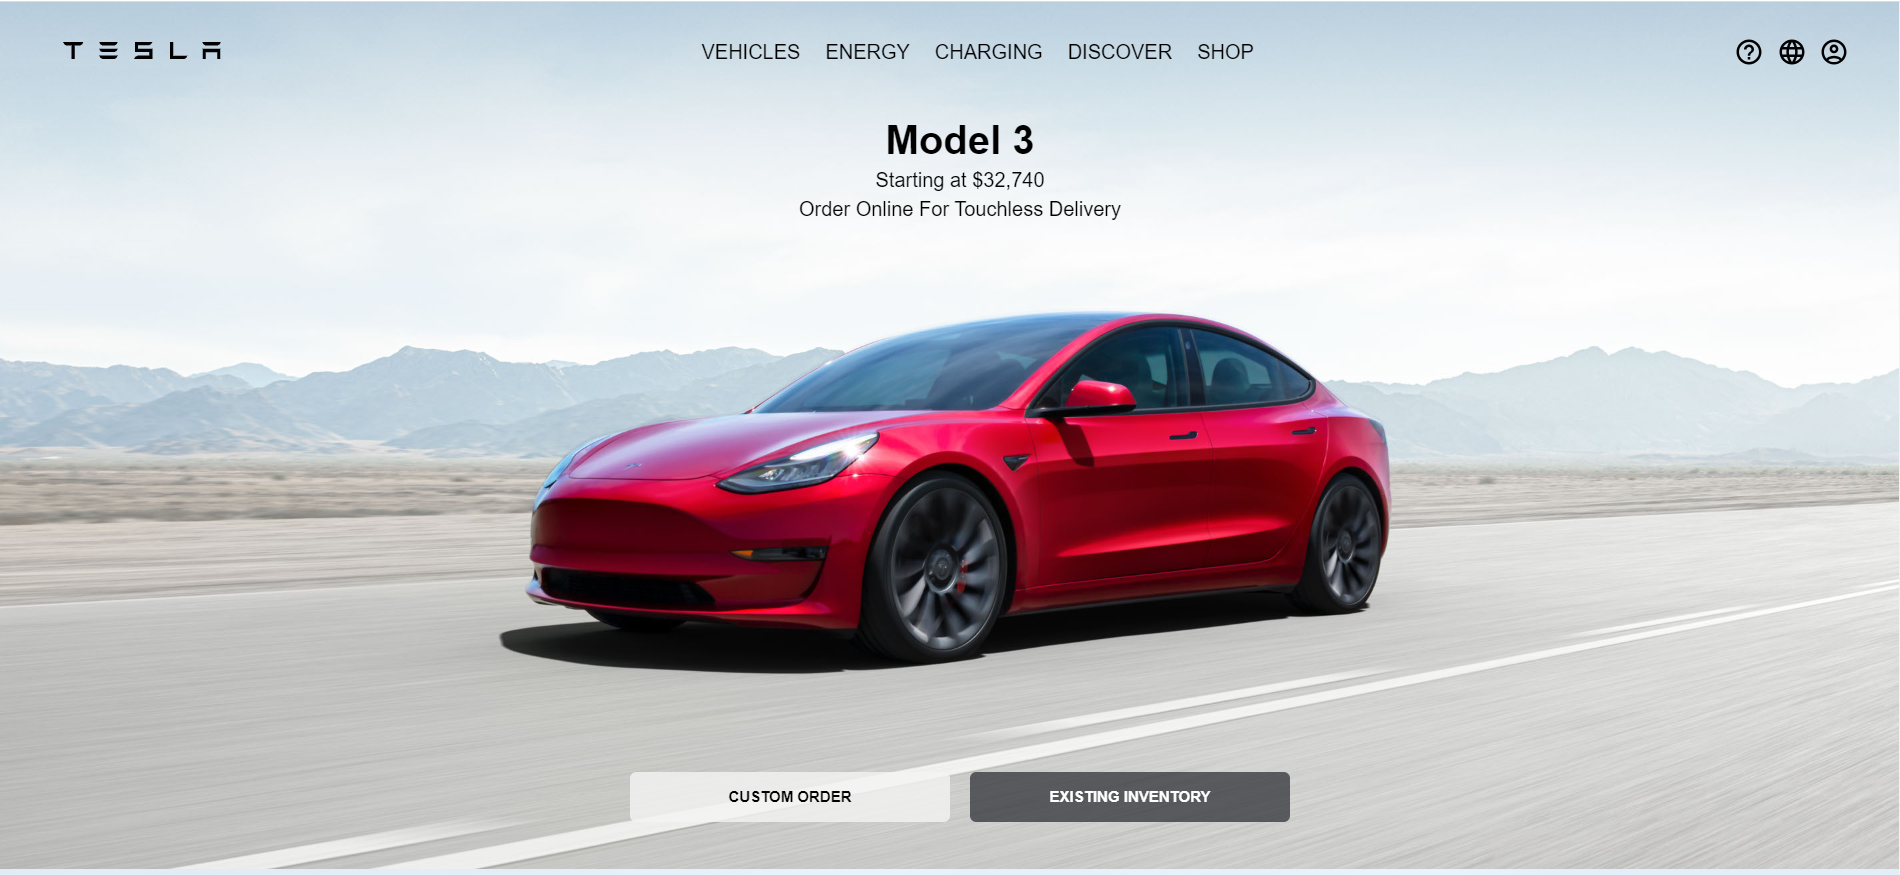 TESLA
VEHICLES ENERGY CHARGING DISCOVER SHOP
Model 3
Starting at $32,740
Order Online For Touchless Delivery
CUSTOM ORDER
EXISTING INVENTORY